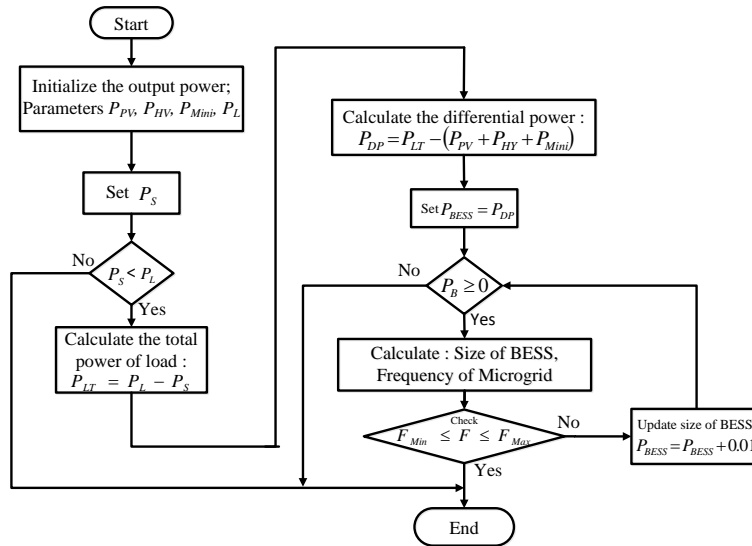 Start
Initialize the output power;
Parameters P_PV, P_HV, P_Mini, P_L
Set P_S
P_S < P_L
No
Yes
Calculate the total
power of load :
P_LT = P_L − P_S
Calculate the differential power :
P_DP = P_LT − (P_PV + P_HY + P_Mini)
Set P_BESS = P_DP
P_B ≥ 0
No
Yes
Calculate : Size of BESS,
Frequency of Microgrid
Check
F_Min ≤ F ≤ F_Max
No
Yes
Update size of BESS
P_BESS = P_BESS + 0.01
End